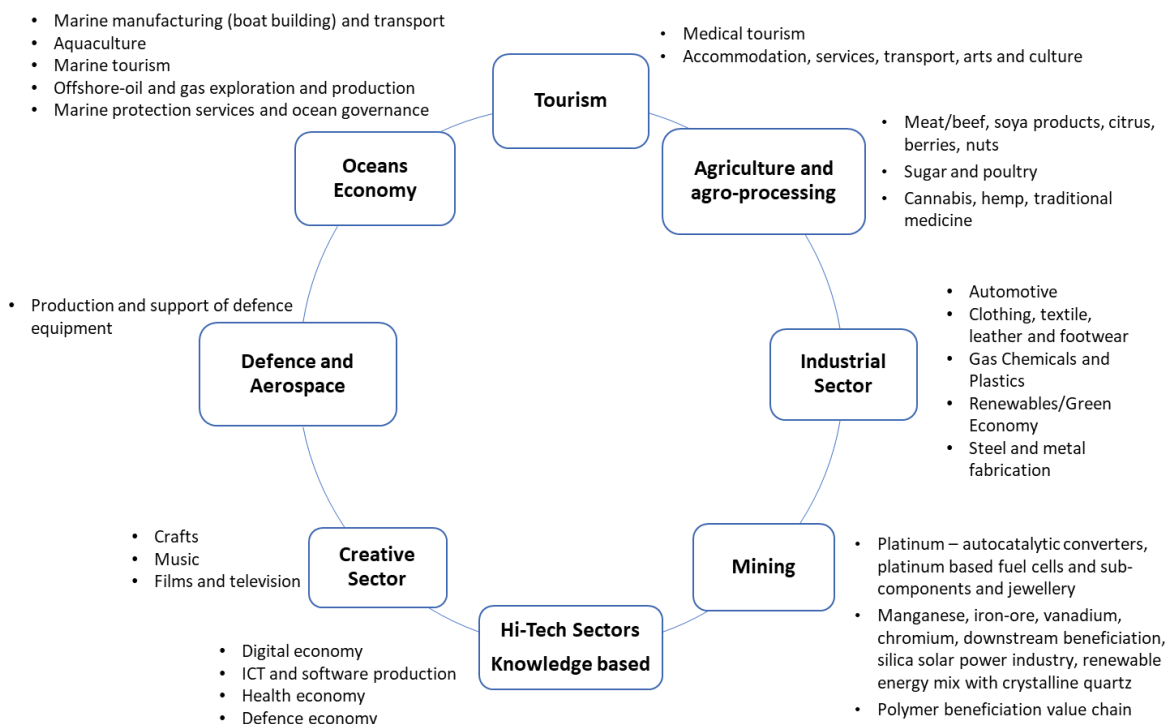 • Marine manufacturing (boat building) and transport
• Aquaculture
• Marine tourism
• Offshore-oil and gas exploration and production
• Marine protection services and ocean governance
• Medical tourism
• Accommodation, services, transport, arts and culture
Tourism
Oceans
Economy
Agriculture and
agro-processing
• Meat/beef, soya products, citrus,
berries, nuts
• Sugar and poultry
• Cannabis, hemp, traditional
medicine
• Production and support of defence
equipment
Defence and
Aerospace
Industrial
Sector
• Automotive
• Clothing, textile,
leather and footwear
• Gas Chemicals and
Plastics
• Renewables/Green
Economy
• Steel and metal
fabrication
• Crafts
• Music
• Films and television
Creative
Sector
Mining
• Platinum – autocatalytic converters,
platinum based fuel cells and sub-
components and jewellery
• Manganese, iron-ore, vanadium,
chromium, downstream beneficiation,
silica solar power industry, renewable
energy mix with crystalline quartz
• Polymer beneficiation value chain
Hi-Tech Sectors
Knowledge based
• Digital economy
• ICT and software production
• Health economy
• Defence economy